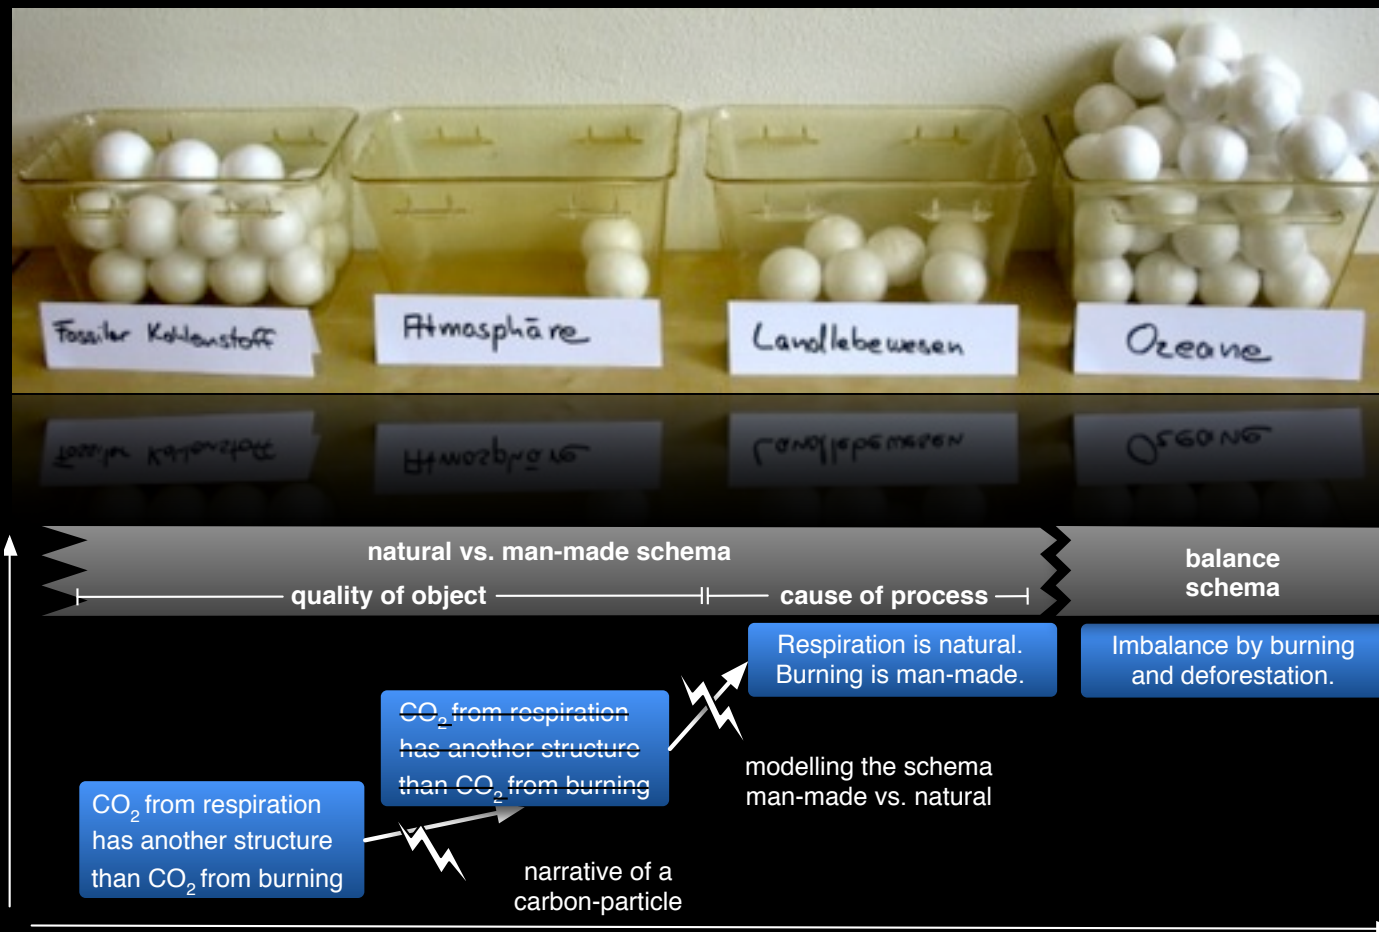 Fossiler Kohlenstoff
Atmosphäre
Landlebewesen
Ozeane
natural vs. man-made schema
quality of object
cause of process
balance
schema
Respiration is natural.
Burning is man-made.
Imbalance by burning
and deforestation.
CO₂ from respiration
has another structure
than CO₂ from burning
modelling the schema
man-made vs. natural
CO₂ from respiration
has another structure
than CO₂ from burning
narrative of a
carbon-particle